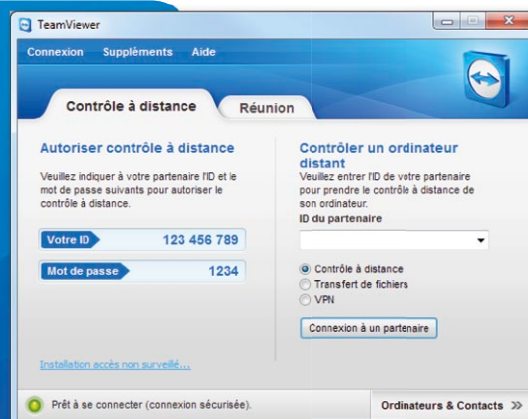 TeamViewer
Connexion Suppléments Aide
Contrôle à distance
Réunion
Autoriser contrôle à distance
Veuillez indiquer à votre partenaire l'ID et le
mot de passe suivants pour autoriser le
contrôle à distance.
Votre ID 123 456 789
Mot de passe 1234
Installation accès non surveillé...
Contrôler un ordinateur
distant
Veuillez entrer l'ID de votre partenaire
pour prendre le contrôle à distance de
son ordinateur.
ID du partenaire
Contrôle à distance
Transfert de fichiers
VPN
Connexion à un partenaire
Prêt à se connecter (connexion sécurisée).
Ordinateurs & Contacts >>